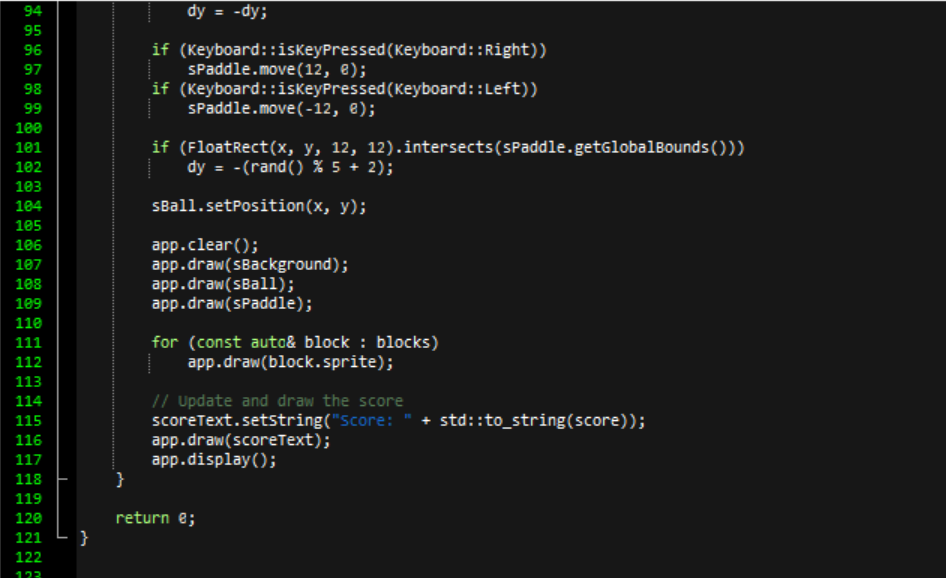 94 dy = -dy;
95
96 if (Keyboard::isKeyPressed(Keyboard::Right))
97 sPaddle.move(12, 0);
98 if (Keyboard::isKeyPressed(Keyboard::Left))
99 sPaddle.move(-12, 0);
100
101 if (FloatRect(x, y, 12, 12).intersects(sPaddle.getGlobalBounds()))
102 dy = -(rand() % 5 + 2);
103
104 sBall.setPosition(x, y);
105
106 app.clear();
107 app.draw(sBackground);
108 app.draw(sBall);
109 app.draw(sPaddle);
110
111 for (const auto& block : blocks)
112 app.draw(block.sprite);
113
114 // Update and draw the score
115 scoreText.setString("Score: " + std::to_string(score));
116 app.draw(scoreText);
117 app.display();
118 }
119
120 return 0;
121 }
122
123